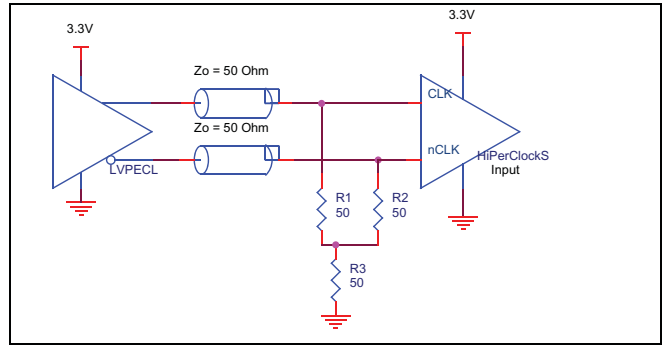 3.3V
3.3V
Zo = 50 Ohm
CLK
Zo = 50 Ohm
nCLK
LVPECL
HiPerClockS
Input
R1
50
R2
50
R3
50